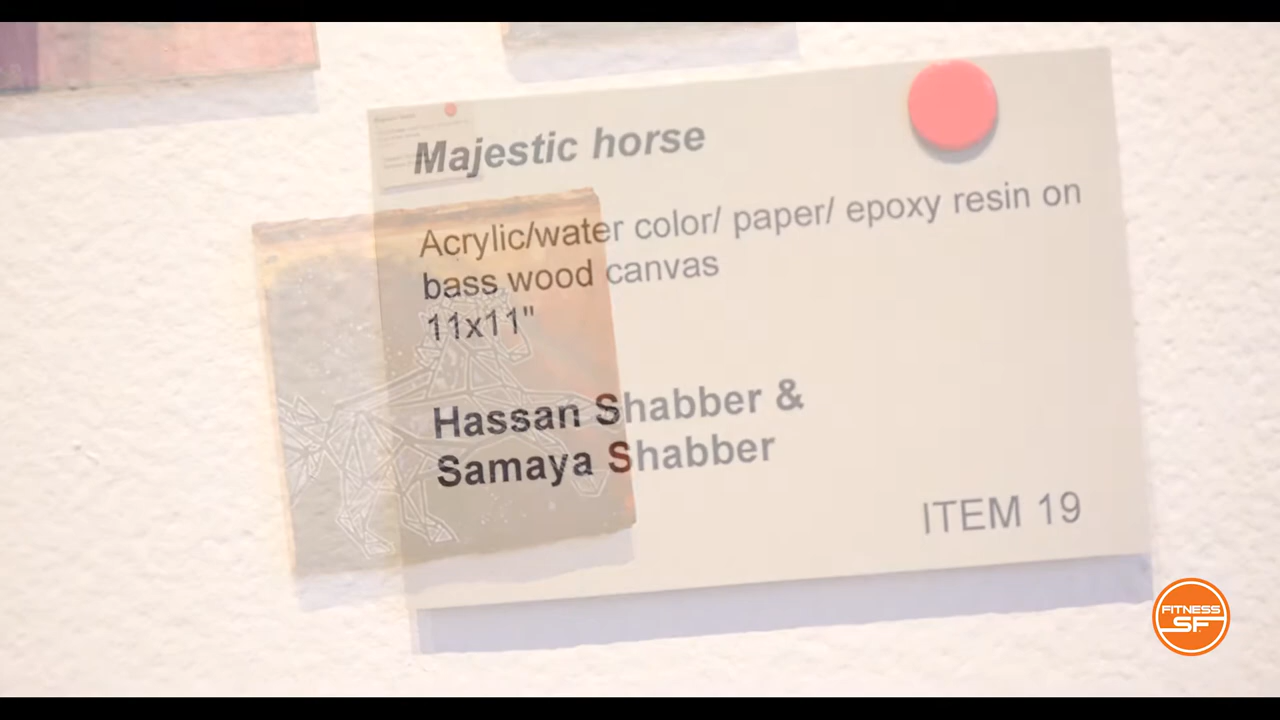 Majestic horse
Acrylic/water color/ paper/ epoxy resin on
bass wood canvas
11x11"
Hassan Shabber &
Samaya Shabber
ITEM 19
FITNESS
SF